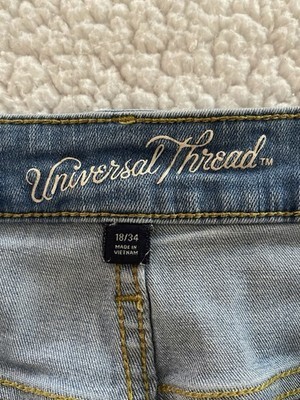 Universal Thread™
18/34
MADE IN
VIETNAM